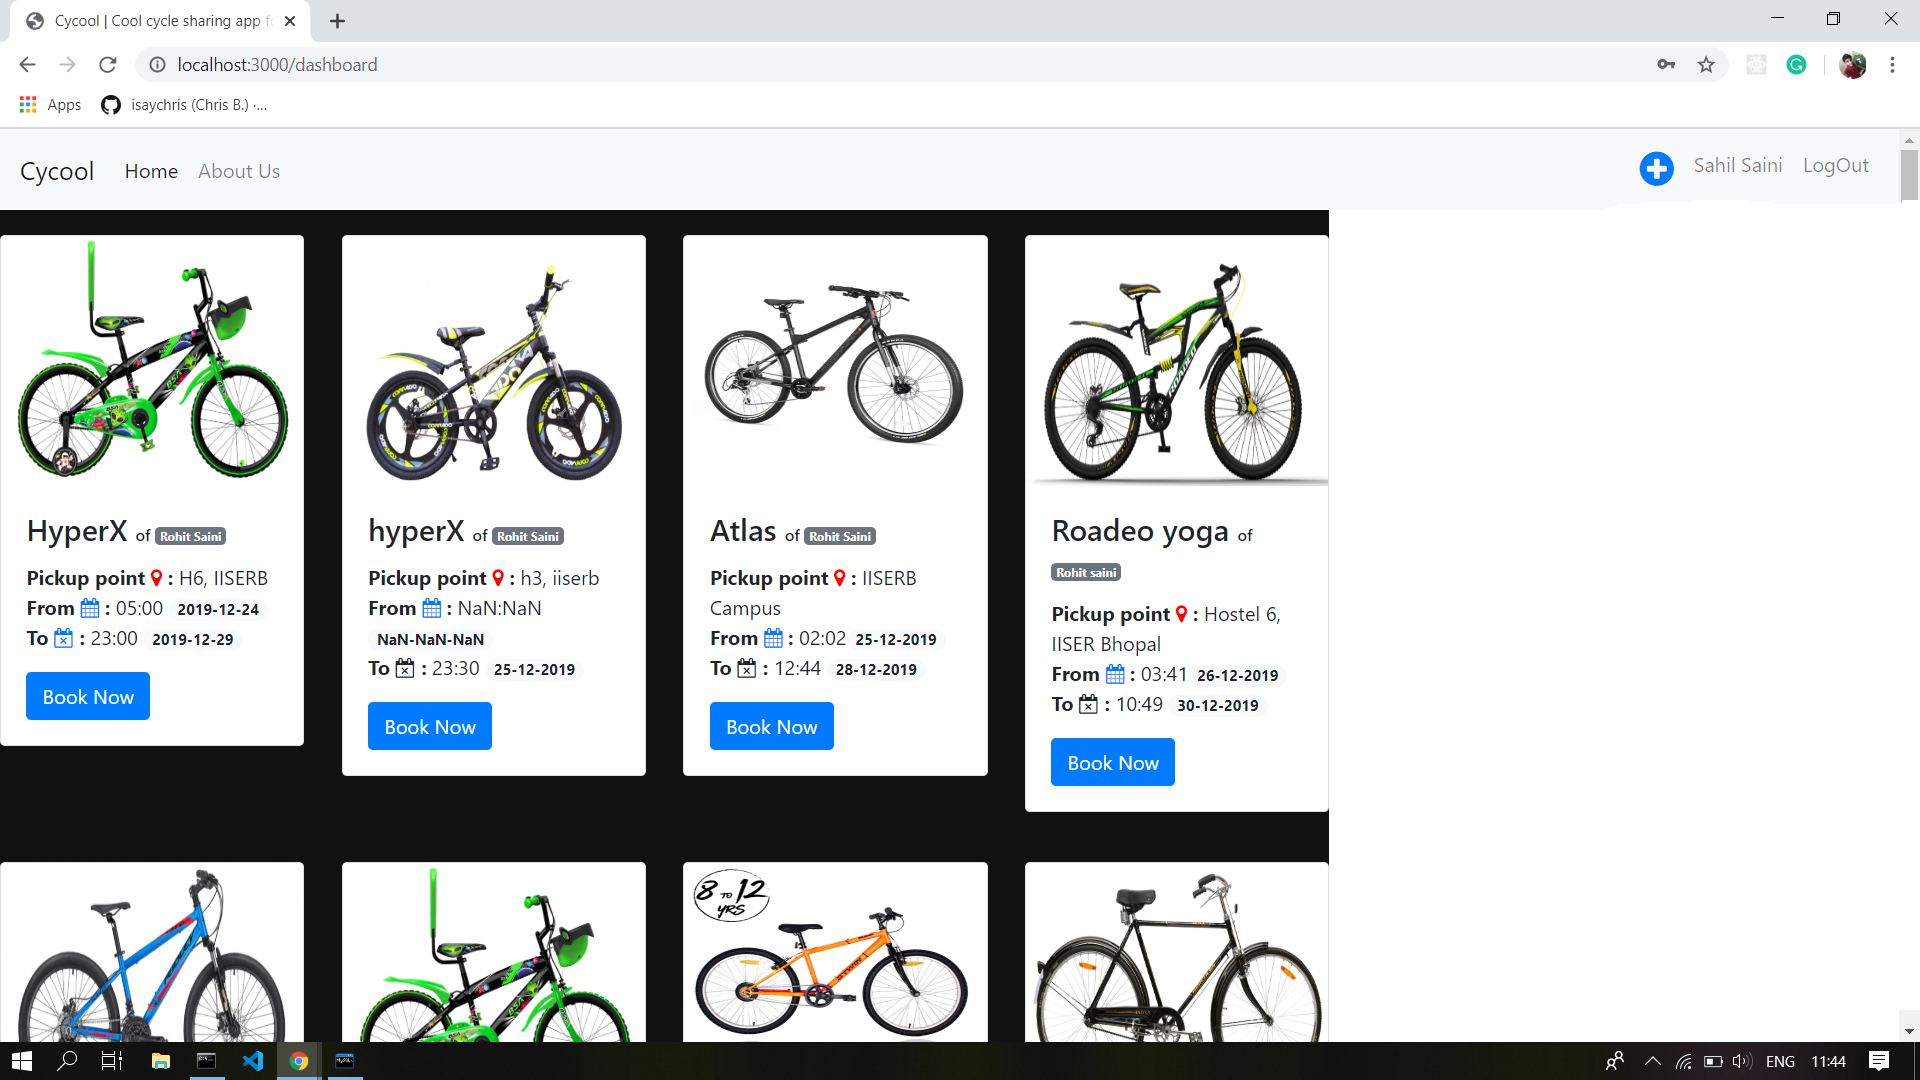 Cycool | Cool cycle sharing app fo
localhost:3000/dashboard
Apps
isaychris (Chris B.) ·...
Cycool Home About Us
Sahil Saini LogOut
HyperX of Rohit Saini
Pickup point : H6, IISERB
From : 05:00 2019-12-24
To : 23:00 2019-12-29
Book Now
hyperX of Rohit Saini
Pickup point : h3, iiserb
From : NaN:NaN
NaN-NaN-NaN
To : 23:30 25-12-2019
Book Now
Atlas of Rohit Saini
Pickup point : IISERB
Campus
From : 02:02 25-12-2019
To : 12:44 28-12-2019
Book Now
ROADEO
Roadeo yoga of
Rohit saini
Pickup point : Hostel 6,
IISER Bhopal
From : 03:41 26-12-2019
To : 10:49 30-12-2019
Book Now
8 TO 12
YRS
ENG 11:44